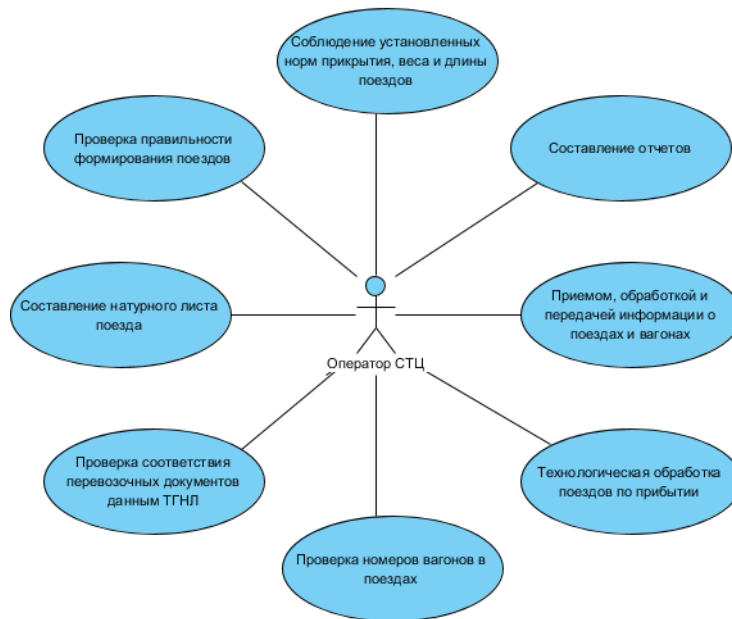 Соблюдение установленных
норм прикрытия, веса и длины
поездов
Проверка правильности
формирования поездов
Составление отчетов
Составление натурного листа
поезда
Приемом, обработкой и
передачей информации о
поездах и вагонах
Оператор СТЦ
Проверка соответствия
перевозочных документов
данным ТГНЛ
Технологическая обработка
поездов по прибытии
Проверка номеров вагонов в
поездах